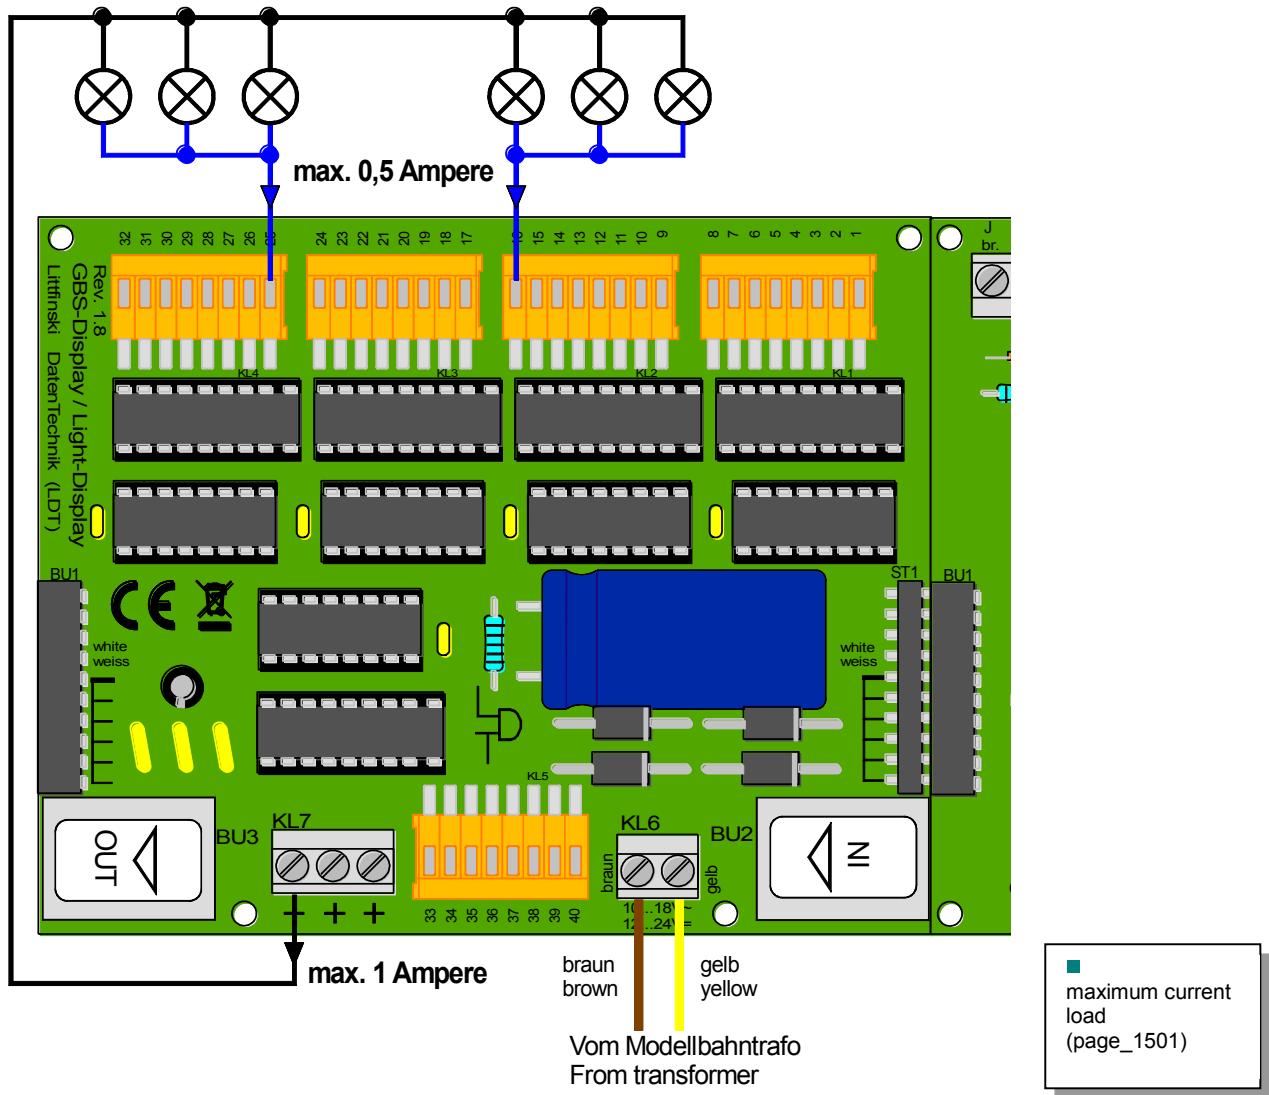 max. 0,5 Ampere
32 31 30 29 28 27 26 25
24 23 22 21 20 19 18 17
16 15 14 13 12 11 10 9
8 7 6 5 4 3 2 1
J
br.
Rev. 1.8
GBS-Display / Light-Display
Littfinski DatenTechnik (LDT)
KL4
KL3
KL2
KL1
BU1
CE
white
weiss
ST1
BU1
white
weiss
KL5
OUT
BU3
KL7
+ + +
33 34 35 36 37 38 39 40
KL6
braun
gelb
10...18V~
12...24V=
BU2
IN
max. 1 Ampere
braun
brown
gelb
yellow
Vom Modellbahntrafo
From transformer
maximum current
load
(page_1501)